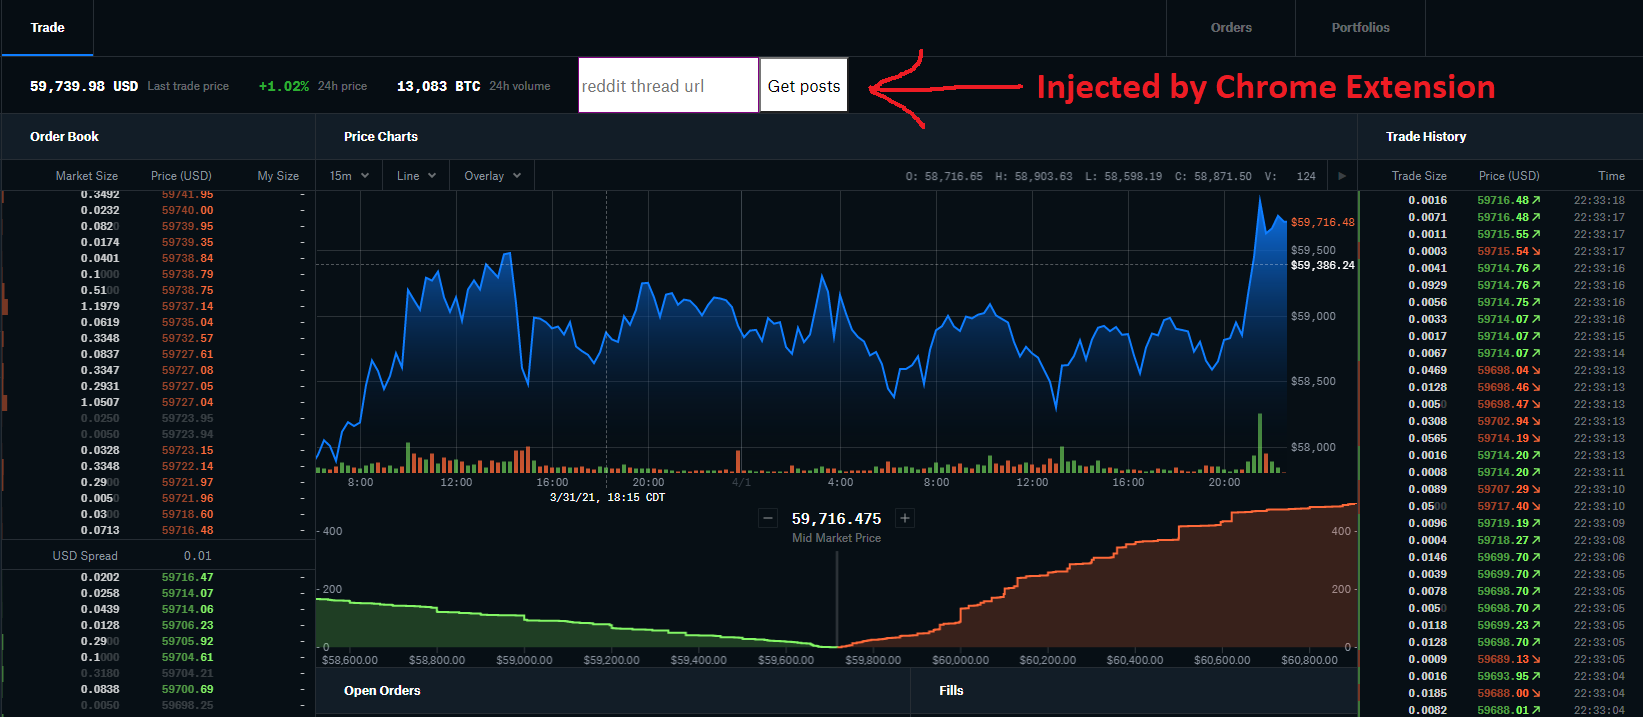 Trade
Orders
Portfolios
59,739.98 USD Last trade price +1.02% 24h price 13,083 BTC 24h volume
reddit thread url
Get posts
Injected by Chrome Extension
Order Book
Market Size Price (USD) My Size
0.3492 59741.95 -
0.0232 59740.00 -
0.0820 59739.95 -
0.0174 59739.35 -
0.0401 59738.84 -
0.1000 59738.79 -
0.5100 59738.75 -
1.1979 59737.14 -
0.0619 59735.04 -
0.3348 59732.57 -
0.0837 59727.61 -
0.3347 59727.08 -
0.2931 59727.05 -
1.0507 59727.04 -
0.0250 59723.95 -
0.0050 59723.94 -
0.0328 59723.15 -
0.3348 59722.14 -
0.2900 59721.97 -
0.0050 59721.96 -
0.0300 59718.60 -
0.0713 59716.48 -
USD Spread 0.01
0.0202 59716.47 -
0.0258 59714.07 -
0.0439 59714.06 -
0.0128 59706.23 -
0.2900 59705.92 -
0.1000 59704.61 -
0.3180 59704.21 -
0.0838 59700.69 -
0.0050 59698.25 -
Price Charts
15m Line Overlay
O: 58,716.65 H: 58,903.63 L: 58,598.19 C: 58,871.50 V: 124
$59,716.48
$59,500
$59,386.24
$59,000
$58,500
$58,000
8:00 12:00 16:00 20:00 4/1 4:00 8:00 12:00 16:00 20:00
3/31/21, 18:15 CDT
− 59,716.475 +
Mid Market Price
400 400
200 200
0 0
$58,600.00 $58,800.00 $59,000.00 $59,200.00 $59,400.00 $59,600.00 $59,800.00 $60,000.00 $60,200.00 $60,400.00 $60,600.00 $60,800.00
Open Orders
Fills
Trade History
Trade Size Price (USD) Time
0.0016 59716.48↗ 22:33:18
0.0071 59716.48↗ 22:33:17
0.0011 59715.55↗ 22:33:17
0.0003 59715.54↘ 22:33:17
0.0041 59714.76↗ 22:33:16
0.0929 59714.76↗ 22:33:16
0.0056 59714.75↗ 22:33:16
0.0033 59714.07↗ 22:33:16
0.0017 59714.07↗ 22:33:15
0.0067 59714.07↗ 22:33:14
0.0469 59698.04↘ 22:33:13
0.0128 59698.46↘ 22:33:13
0.0050 59698.47↘ 22:33:13
0.0308 59702.94↘ 22:33:13
0.0565 59714.19↘ 22:33:13
0.0016 59714.20↗ 22:33:13
0.0008 59714.20↗ 22:33:11
0.0089 59707.29↘ 22:33:10
0.0500 59717.40↘ 22:33:10
0.0096 59719.19↗ 22:33:09
0.0004 59718.27↗ 22:33:08
0.0146 59699.70↗ 22:33:06
0.0039 59699.70↗ 22:33:05
0.0078 59698.70↗ 22:33:05
0.0050 59698.70↗ 22:33:05
0.0118 59699.23↗ 22:33:05
0.0128 59698.70↗ 22:33:05
0.0009 59689.13↘ 22:33:04
0.0016 59693.95↗ 22:33:04
0.0185 59688.00↘ 22:33:04
0.0082 59688.01↗ 22:33:04